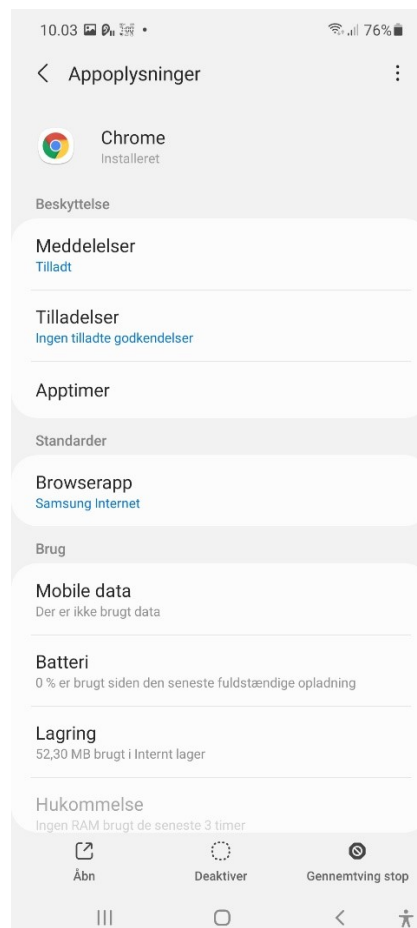 10.03
76%
Appoplysninger
Chrome
Installeret
Beskyttelse
Meddelelser
Tilladt
Tilladelser
Ingen tilladte godkendelser
Apptimer
Standarder
Browserapp
Samsung Internet
Brug
Mobile data
Der er ikke brugt data
Batteri
0 % er brugt siden den seneste fuldstændige opladning
Lagring
52,30 MB brugt i Internt lager
Hukommelse
Ingen RAM brugt de seneste 3 timer
Åbn Deaktiver Gennemtving stop